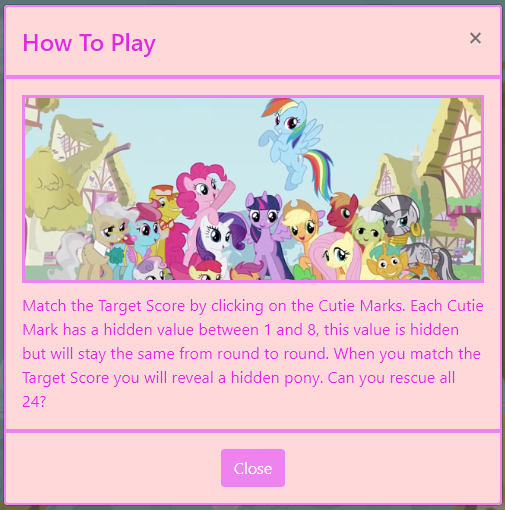 How To Play
×
Match the Target Score by clicking on the Cutie Marks. Each Cutie
Mark has a hidden value between 1 and 8, this value is hidden
but will stay the same from round to round. When you match the
Target Score you will reveal a hidden pony. Can you rescue all
24?
Close